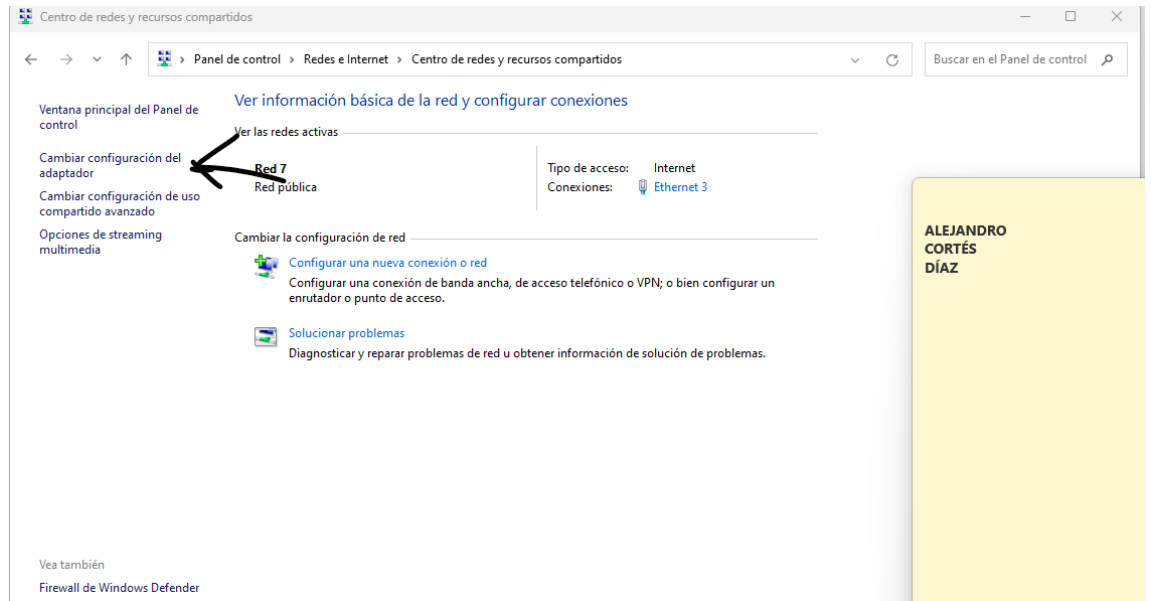 Centro de redes y recursos compartidos
Panel de control > Redes e Internet > Centro de redes y recursos compartidos
Buscar en el Panel de control
Ventana principal del Panel de
control
Cambiar configuración del
adaptador
Cambiar configuración de uso
compartido avanzado
Opciones de streaming
multimedia
Ver información básica de la red y configurar conexiones
Ver las redes activas
Red 7
Red pública
Tipo de acceso: Internet
Conexiones: Ethernet 3
Cambiar la configuración de red
Configurar una nueva conexión o red
Configurar una conexión de banda ancha, de acceso telefónico o VPN; o bien configurar un
enrutador o punto de acceso.
Solucionar problemas
Diagnosticar y reparar problemas de red u obtener información de solución de problemas.
Vea también
Firewall de Windows Defender
ALEJANDRO
CORTÉS
DÍAZ